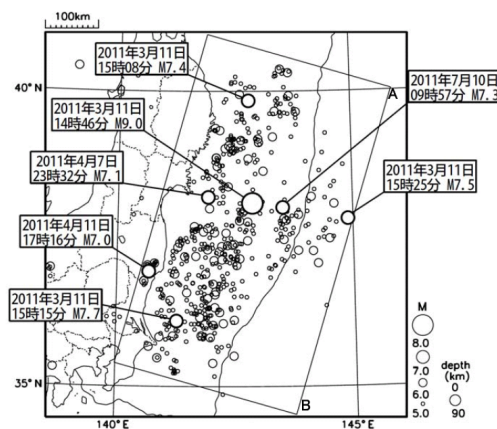 100km
2011年3月11日
15時08分 M7.4
2011年7月10日
09時57分 M7.3
40°N
A
2011年3月11日
14時46分 M9.0
2011年4月7日
23時32分 M7.1
2011年3月11日
15時25分 M7.5
2011年4月11日
17時16分 M7.0
2011年3月11日
15時15分 M7.7
M
8.0
7.0
6.0
5.0
depth
(km)
0
90
35°N
B
140°E
145°E